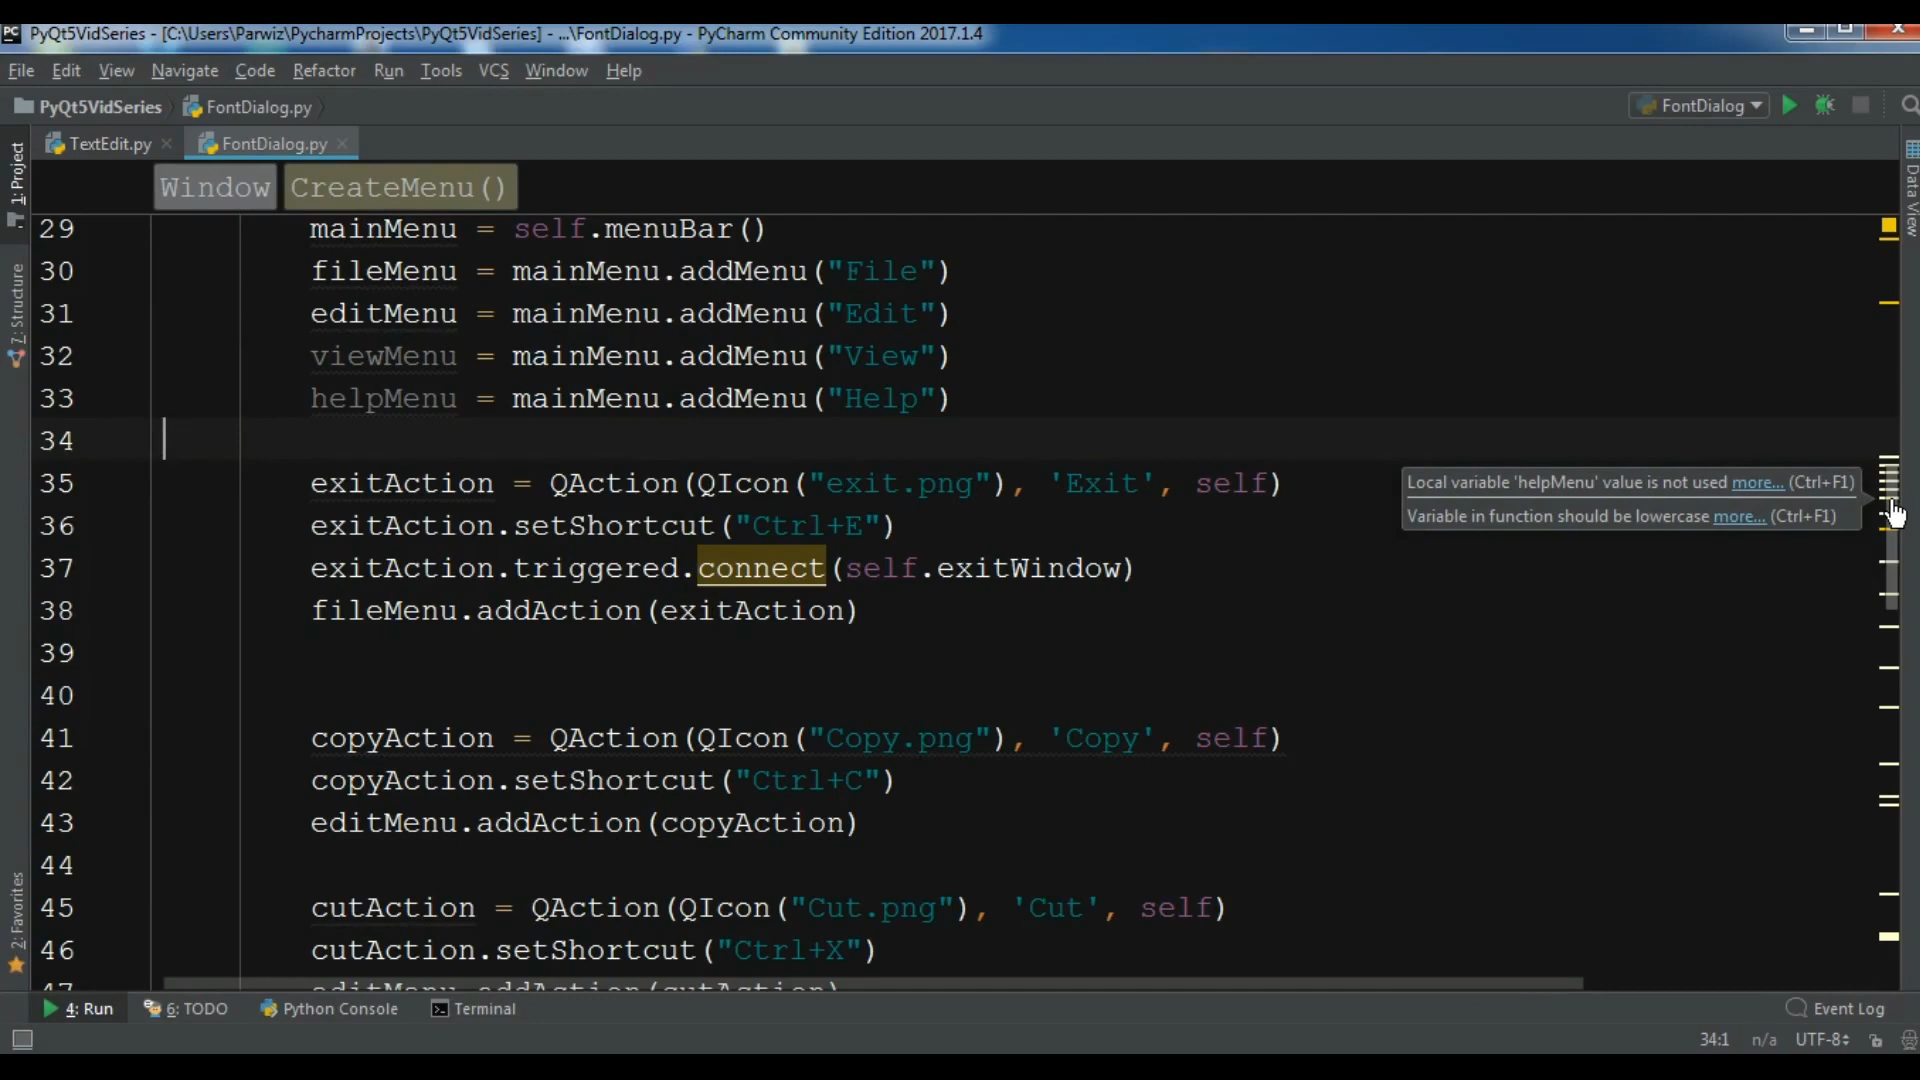 PC PyQt5VidSeries - [C:\Users\Parwiz\PycharmProjects\PyQt5VidSeries] - ...\FontDialog.py - PyCharm Community Edition 2017.1.4
File Edit View Navigate Code Refactor Run Tools VCS Window Help
PyQt5VidSeries FontDialog.py FontDialog
TextEdit.py FontDialog.py
1: Project
7: Structure
2: Favorites
Data View
Window CreateMenu()
29 mainMenu = self.menuBar()
30 fileMenu = mainMenu.addMenu("File")
31 editMenu = mainMenu.addMenu("Edit")
32 viewMenu = mainMenu.addMenu("View")
33 helpMenu = mainMenu.addMenu("Help")
34
35 exitAction = QAction(QIcon("exit.png"), 'Exit', self)
Local variable 'helpMenu' value is not used more... (Ctrl+F1)
Variable in function should be lowercase more... (Ctrl+F1)
36 exitAction.setShortcut("Ctrl+E")
37 exitAction.triggered.connect(self.exitWindow)
38 fileMenu.addAction(exitAction)
39
40
41 copyAction = QAction(QIcon("Copy.png"), 'Copy', self)
42 copyAction.setShortcut("Ctrl+C")
43 editMenu.addAction(copyAction)
44
45 cutAction = QAction(QIcon("Cut.png"), 'Cut', self)
46 cutAction.setShortcut("Ctrl+X")
47 editMenu.addAction(cutAction)
4: Run 6: TODO Python Console Terminal Event Log
34:1 n/a UTF-8